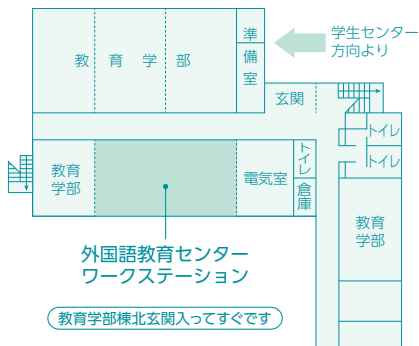 教育学部
準備室
学生センター
方向より
玄関
トイレ
トイレ
教育
学部
電気室
トイレ
倉庫
教育
学部
外国語教育センター
ワークステーション
教育学部棟北玄関入ってすぐです